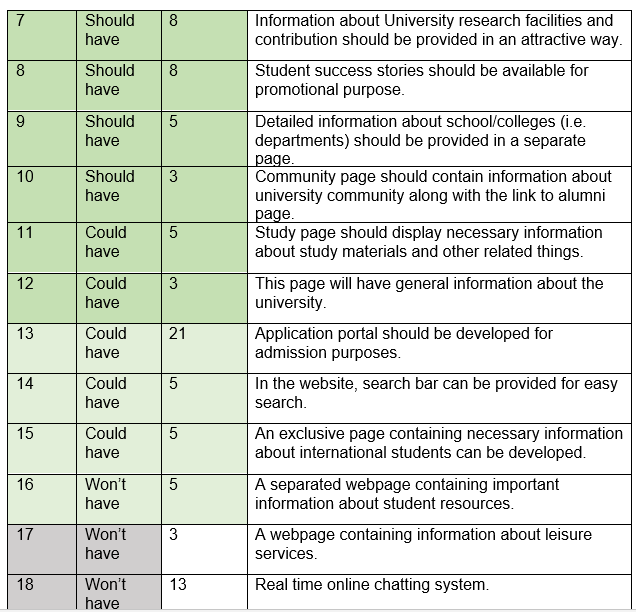 7 Should 8 Information about University research facilities and
have contribution should be provided in an attractive way.
8 Should 8 Student success stories should be available for
have promotional purpose.
9 Should 5 Detailed information about school/colleges (i.e.
have departments) should be provided in a separate
page.
10 Should 3 Community page should contain information about
have university community along with the link to alumni
page.
11 Could 5 Study page should display necessary information
have about study materials and other related things.
12 Could 3 This page will have general information about the
have university.
13 Could 21 Application portal should be developed for
have admission purposes.
14 Could 5 In the website, search bar can be provided for easy
have search.
15 Could 5 An exclusive page containing necessary information
have about international students can be developed.
16 Won’t 5 A separated webpage containing important
have information about student resources.
17 Won’t 3 A webpage containing information about leisure
have services.
18 Won’t 13 Real time online chatting system.
have